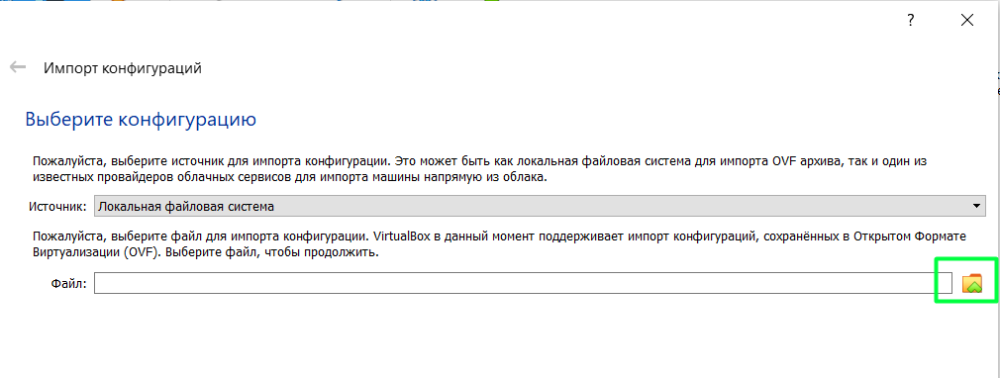 ?
Импорт конфигураций
Выберите конфигурацию
Пожалуйста, выберите источник для импорта конфигурации. Это может быть как локальная файловая система для импорта OVF архива, так и один из
известных провайдеров облачных сервисов для импорта машины напрямую из облака.
Источник: Локальная файловая система
Пожалуйста, выберите файл для импорта конфигурации. VirtualBox в данный момент поддерживает импорт конфигураций, сохранённых в Открытом Формате
Виртуализации (OVF). Выберите файл, чтобы продолжить.
Файл: